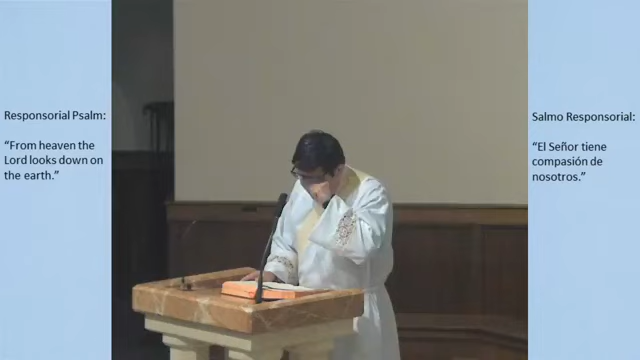 Responsorial Psalm:
“From heaven the
Lord looks down on
the earth.”
Salmo Responsorial:
“El Señor tiene
compasión de
nosotros.”